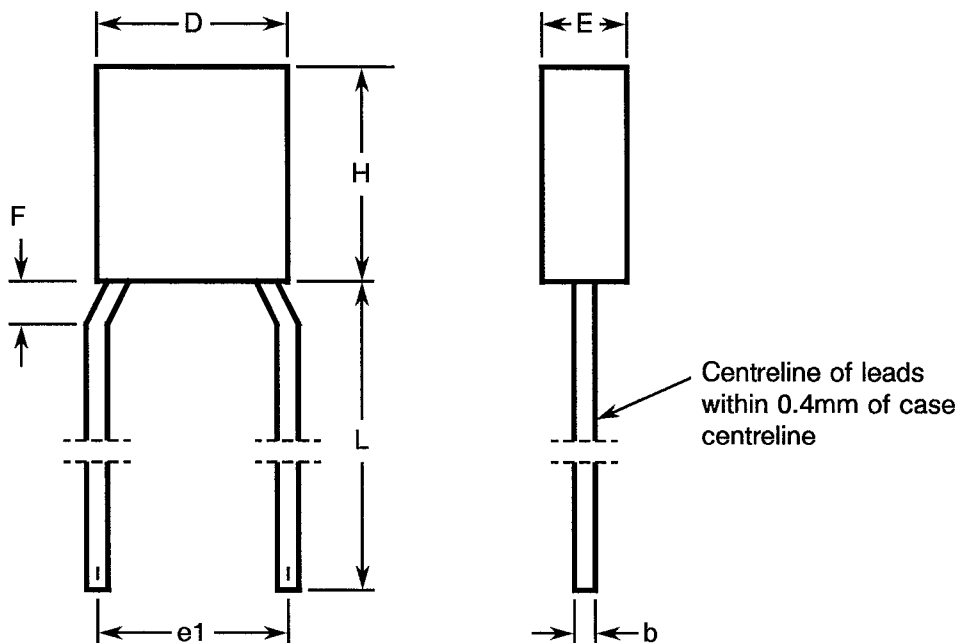 D
E
H
F
Centreline of leads
within 0.4mm of case
centreline
L
e1
b